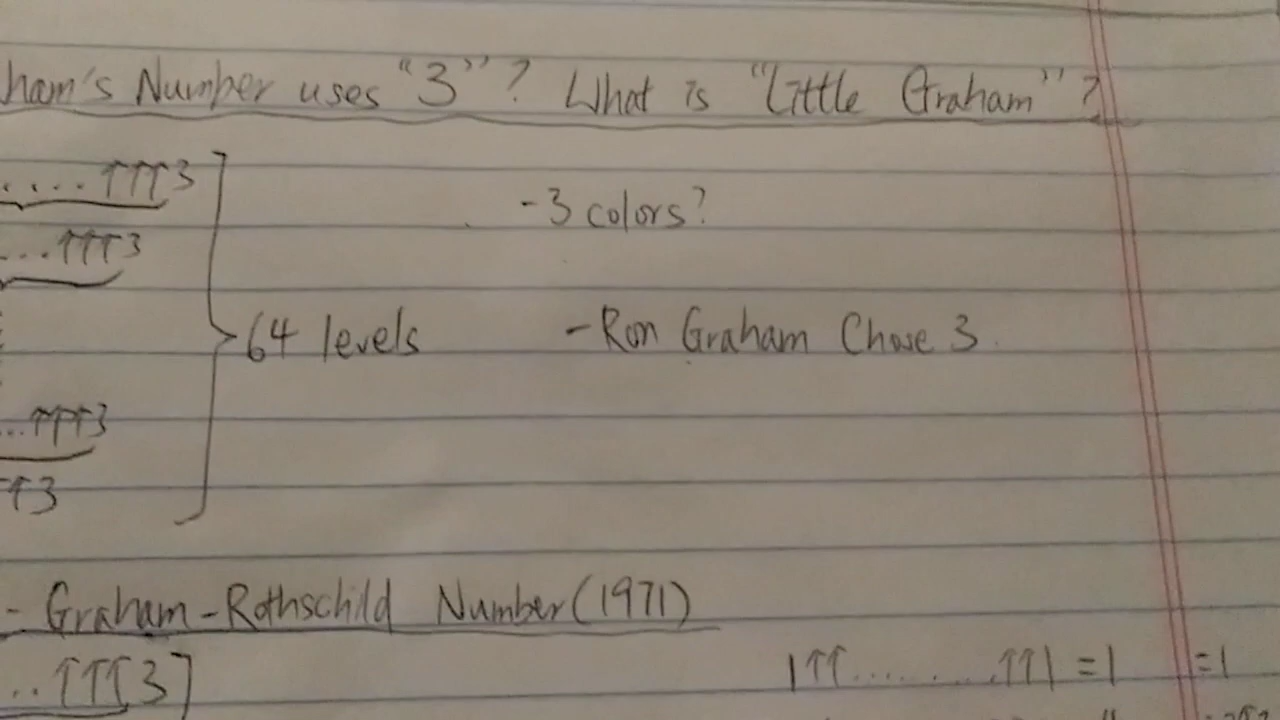 ham's Number uses "3"? What is "Little Graham"?
.....↑↑↑3
-3 colors?
...↑↑↑3
64 levels
-Ron Graham Chose 3.
...↑↑↑3
↑3
- Graham-Rothschild Number (1971)
..↑↑↑3
1↑↑.........↑↑1 =1 =1